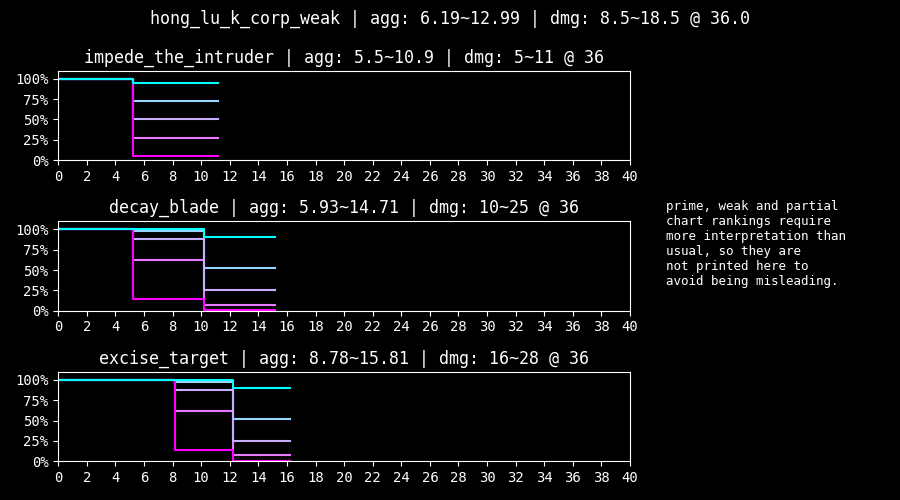 hong_lu_k_corp_weak | agg: 6.19~12.99 | dmg: 8.5~18.5 @ 36.0
impede_the_intruder | agg: 5.5~10.9 | dmg: 5~11 @ 36
100%
75%
50%
25%
0%
0 2 4 6 8 10 12 14 16 18 20 22 24 26 28 30 32 34 36 38 40
decay_blade | agg: 5.93~14.71 | dmg: 10~25 @ 36
100%
75%
50%
25%
0%
0 2 4 6 8 10 12 14 16 18 20 22 24 26 28 30 32 34 36 38 40
prime, weak and partial
chart rankings require
more interpretation than
usual, so they are
not printed here to
avoid being misleading.
excise_target | agg: 8.78~15.81 | dmg: 16~28 @ 36
100%
75%
50%
25%
0%
0 2 4 6 8 10 12 14 16 18 20 22 24 26 28 30 32 34 36 38 40